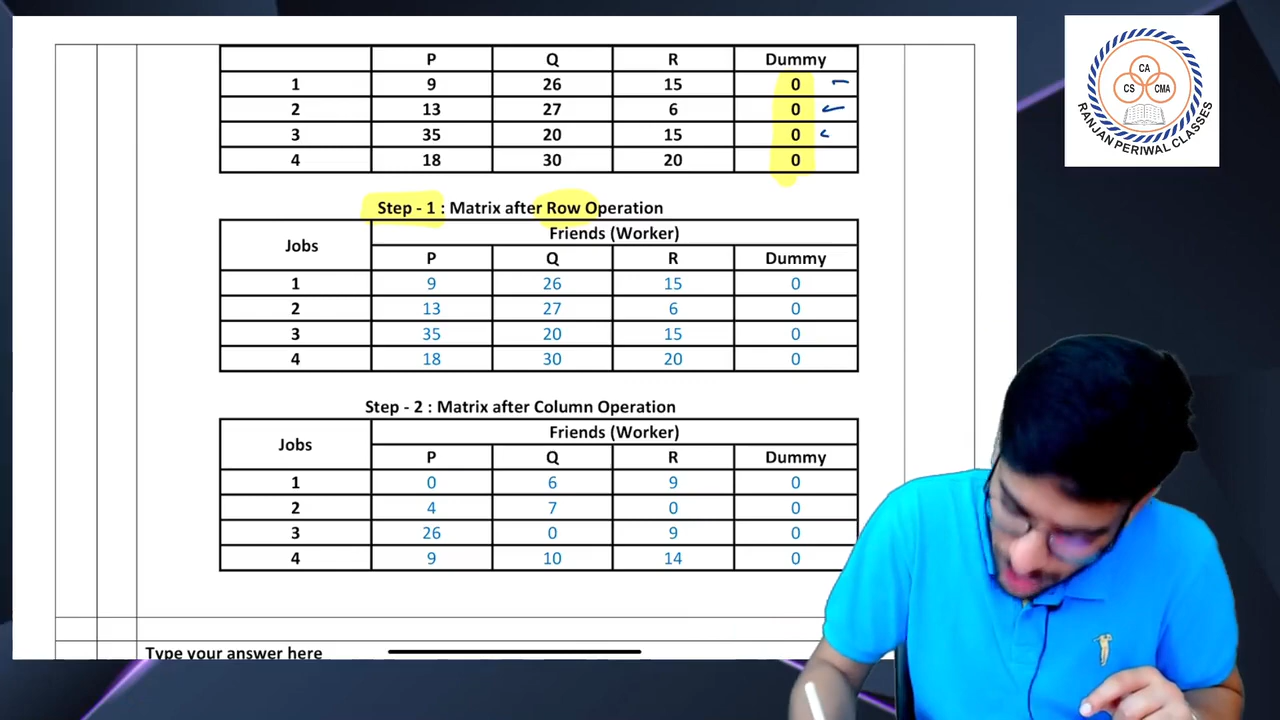 P Q R Dummy
1 9 26 15 0
2 13 27 6 0
3 35 20 15 0
4 18 30 20 0
Step - 1 : Matrix after Row Operation
Jobs Friends (Worker)
P Q R Dummy
1 9 26 15 0
2 13 27 6 0
3 35 20 15 0
4 18 30 20 0
Step - 2 : Matrix after Column Operation
Jobs Friends (Worker)
P Q R Dummy
1 0 6 9 0
2 4 7 0 0
3 26 0 9 0
4 9 10 14 0
Type your answer here
CA
CS CMA
RANJAN PERIWAL CLASSES